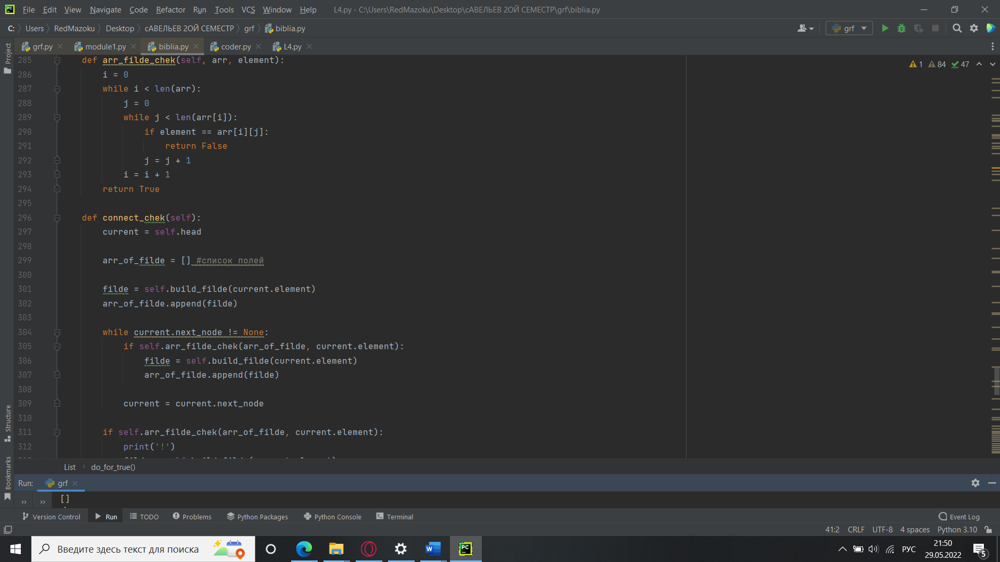 File Edit View Navigate Code Refactor Run Tools VCS Window Help L4.py - C:\Users\RedMazoku\Desktop\сАВЕЛЬЕВ 2ОЙ СЕМЕСТР\grf\biblia.py
C: Users RedMazoku Desktop сАВЕЛЬЕВ 2ОЙ СЕМЕСТР grf biblia.py grf
grf.py module1.py biblia.py coder.py L4.py
Project
1 84 47
285 def arr_filde_chek(self, arr, element):
286 i = 0
287 while i < len(arr):
288 j = 0
289 while j < len(arr[i]):
290 if element == arr[i][j]:
291 return False
292 j = j + 1
293 i = i + 1
294 return True
295
296 def connect_chek(self):
297 current = self.head
298
299 arr_of_filde = [] #список полей
300
301 filde = self.build_filde(current.element)
302 arr_of_filde.append(filde)
303
304 while current.next_node != None:
305 if self.arr_filde_chek(arr_of_filde, current.element):
306 filde = self.build_filde(current.element)
307 arr_of_filde.append(filde)
308
309 current = current.next_node
310
311 if self.arr_filde_chek(arr_of_filde, current.element):
312 print('!')
Structure
Bookmarks
List do_for_true()
Run: grf
[]
Version Control Run TODO Problems Python Packages Python Console Terminal Event Log
41:2 CRLF UTF-8 4 spaces Python 3.10
Введите здесь текст для поиска
W PC РУС 21:50
29.05.2022 5